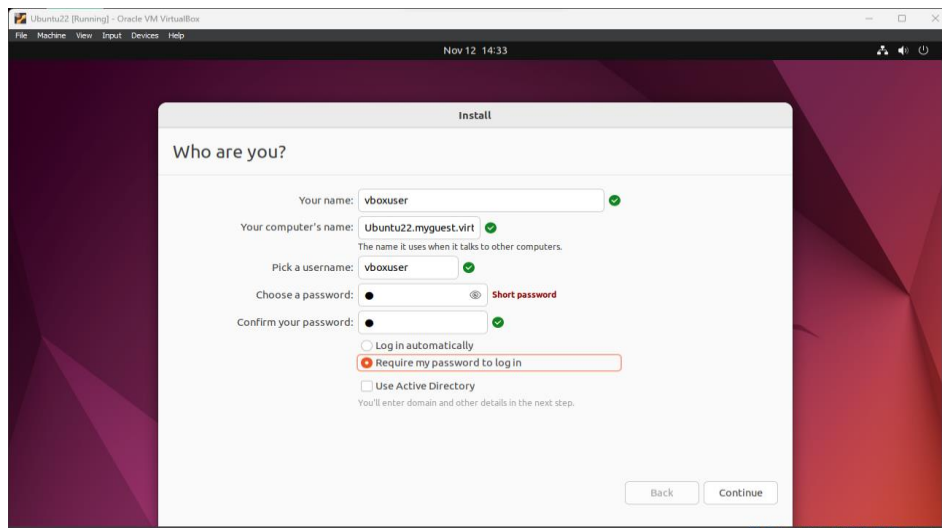 Ubuntu22 [Running] - Oracle VM VirtualBox
File Machine View Input Devices Help
Nov 12 14:33
Install
Who are you?
Your name: vboxuser
Your computer's name: Ubuntu22.myguest.virt
The name it uses when it talks to other computers.
Pick a username: vboxuser
Choose a password: ● Short password
Confirm your password: ●
Log in automatically
Require my password to log in
Use Active Directory
You'll enter domain and other details in the next step.
Back Continue